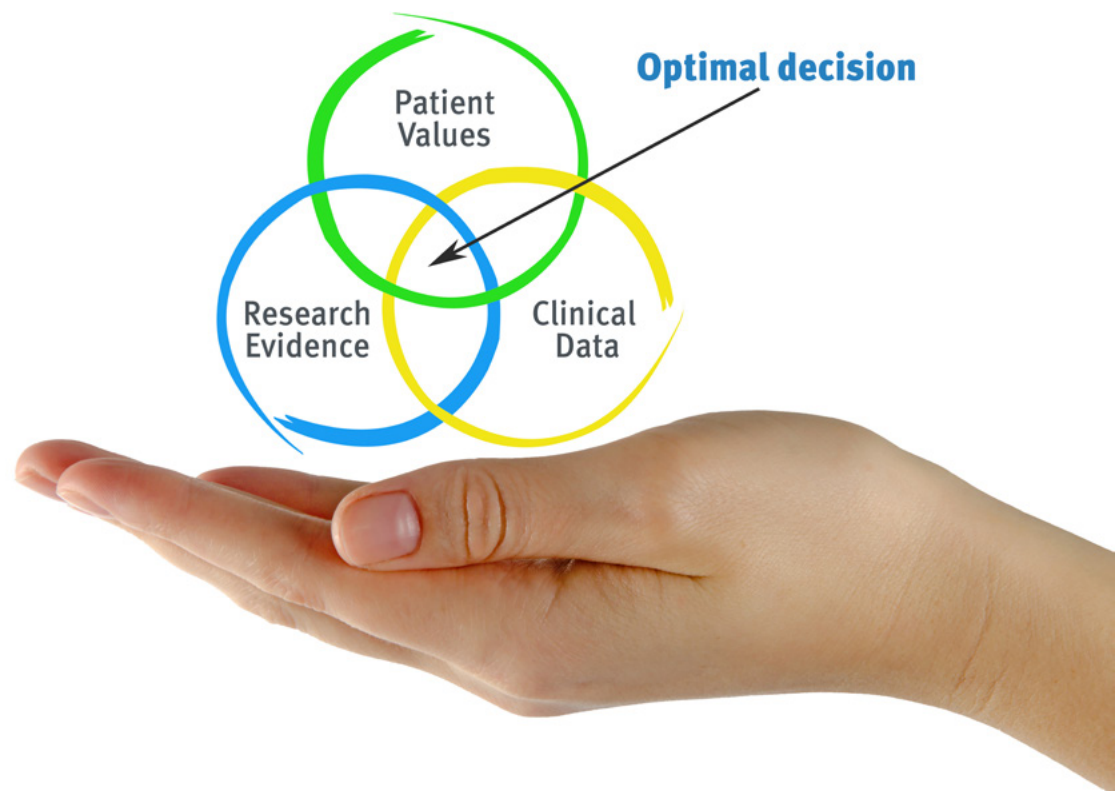 Optimal decision
Patient
Values
Research
Evidence
Clinical
Data